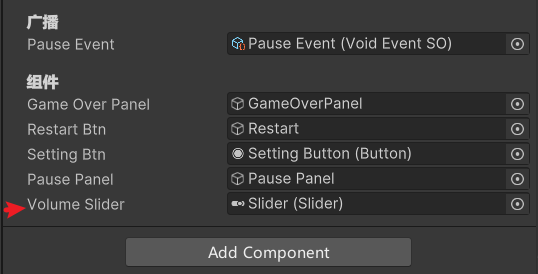 广播
Pause Event Pause Event (Void Event SO)
组件
Game Over Panel GameOverPanel
Restart Btn Restart
Setting Btn Setting Button (Button)
Pause Panel Pause Panel
Volume Slider Slider (Slider)
Add Component